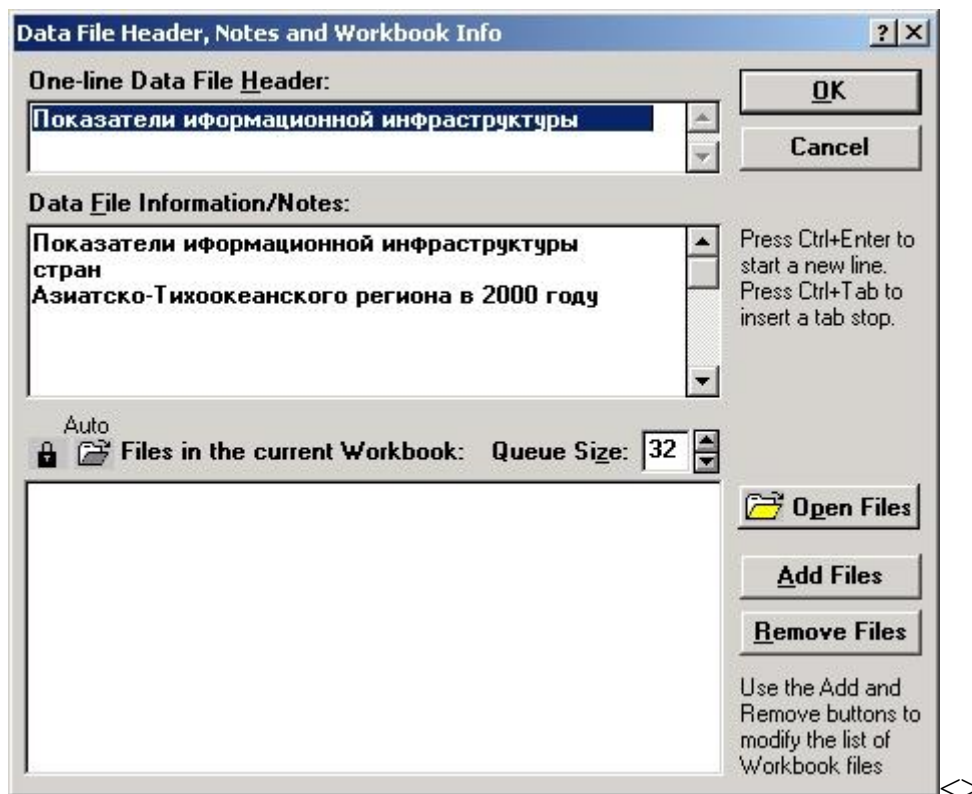 Data File Header, Notes and Workbook Info
One-line Data File Header:
Показатели иформационной инфраструктуры
OK
Cancel
Data File Information/Notes:
Показатели иформационной инфраструктуры
стран
Азиатско-Тихоокеанского региона в 2000 году
Press Ctrl+Enter to
start a new line.
Press Ctrl+Tab to
insert a tab stop.
Auto
Files in the current Workbook: Queue Size: 32
Open Files
Add Files
Remove Files
Use the Add and
Remove buttons to
modify the list of
Workbook files
<>